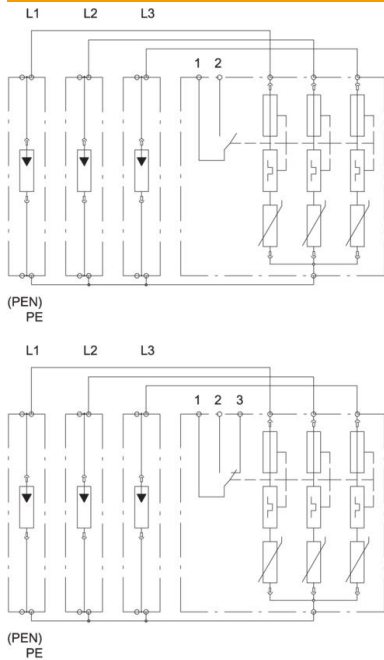 L1 L2 L3
1 2
(PEN)
PE
L1 L2 L3
1 2 3
(PEN)
PE